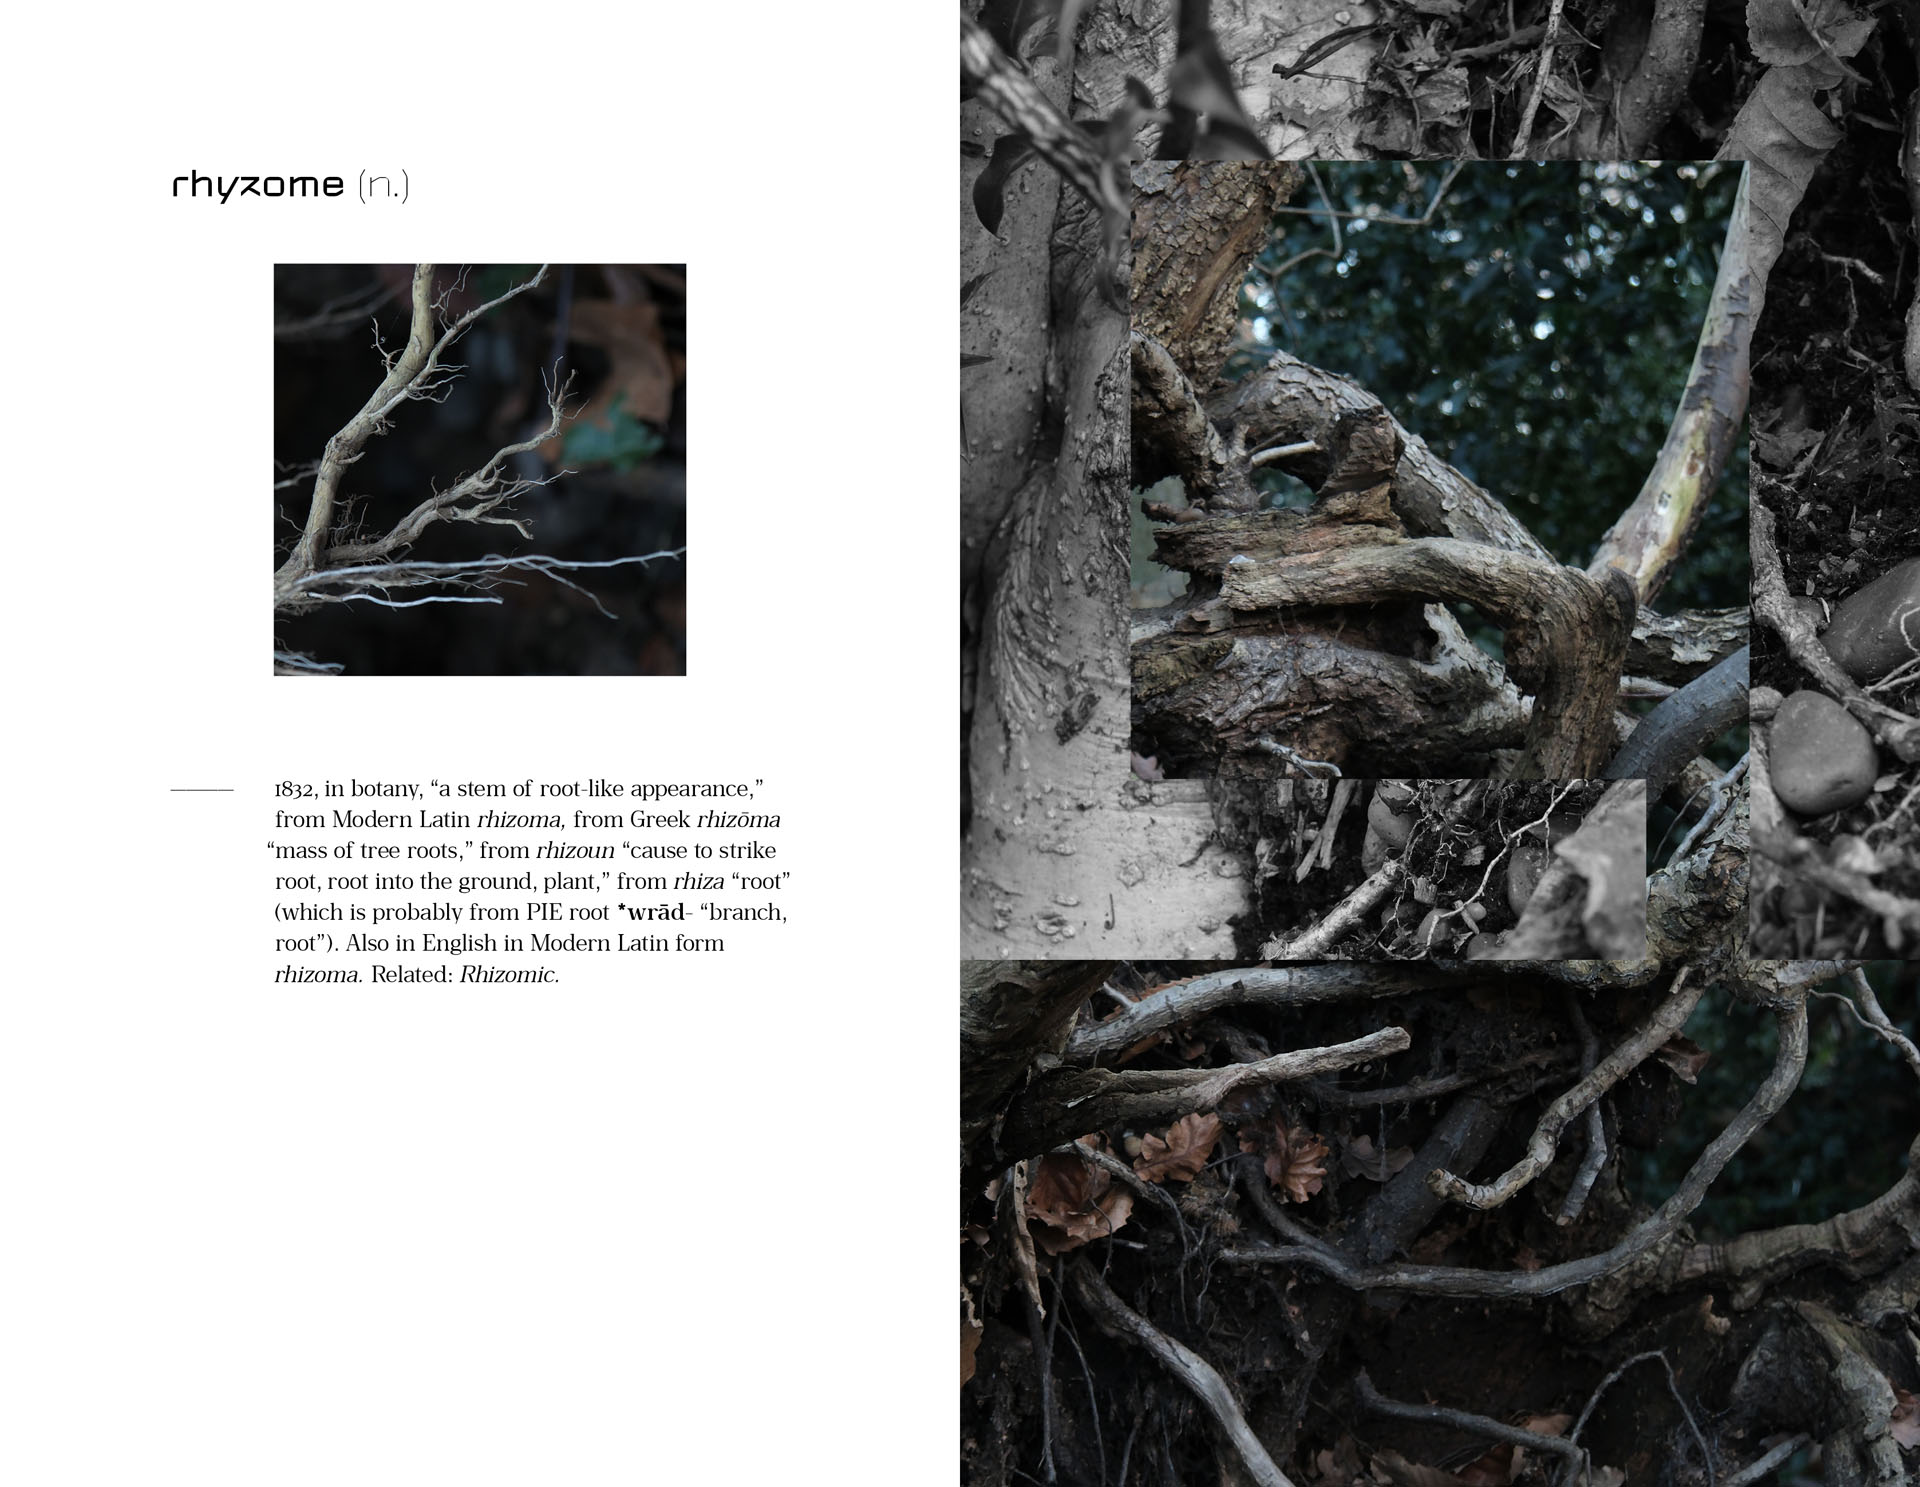 rhyzome (n.)
1832, in botany, “a stem of root-like appearance,”
from Modern Latin rhizoma, from Greek rhizōma
“mass of tree roots,” from rhizoun “cause to strike
root, root into the ground, plant,” from rhiza “root”
(which is probably from PIE root *wrād- “branch,
root”). Also in English in Modern Latin form
rhizoma. Related: Rhizomic.